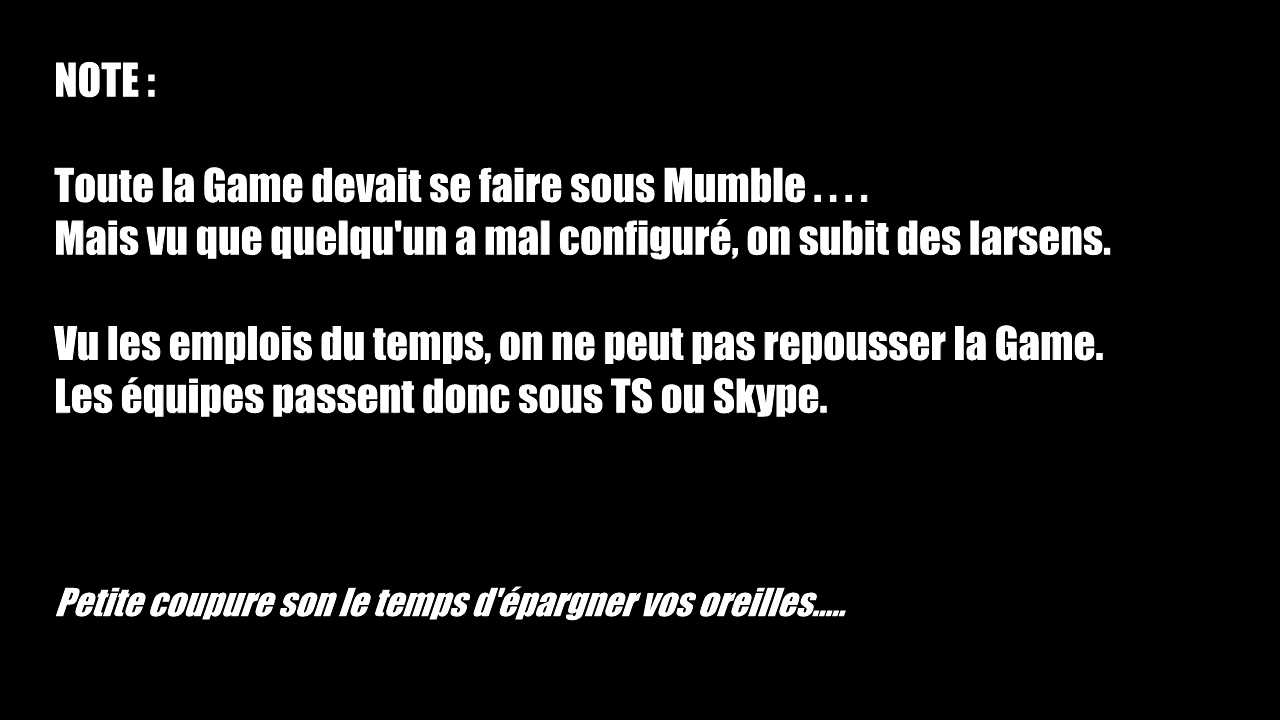 NOTE :
Toute la Game devait se faire sous Mumble . . . .
Mais vu que quelqu'un a mal configuré, on subit des larsens.
Vu les emplois du temps, on ne peut pas repousser la Game.
Les équipes passent donc sous TS ou Skype.
Petite coupure son le temps d'épargner vos oreilles.....